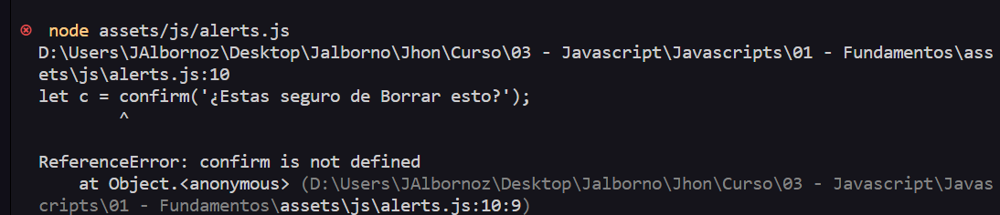 node assets/js/alerts.js
D:\Users\JAlbornoz\Desktop\Jalborno\Jhon\Curso\03 - Javascript\Javascripts\01 - Fundamentos\ass
ets\js\alerts.js:10
let c = confirm('¿Estas seguro de Borrar esto?');
^
ReferenceError: confirm is not defined
at Object.<anonymous> (D:\Users\JAlbornoz\Desktop\Jalborno\Jhon\Curso\03 - Javascript\Javas
cripts\01 - Fundamentos\assets\js\alerts.js:10:9)